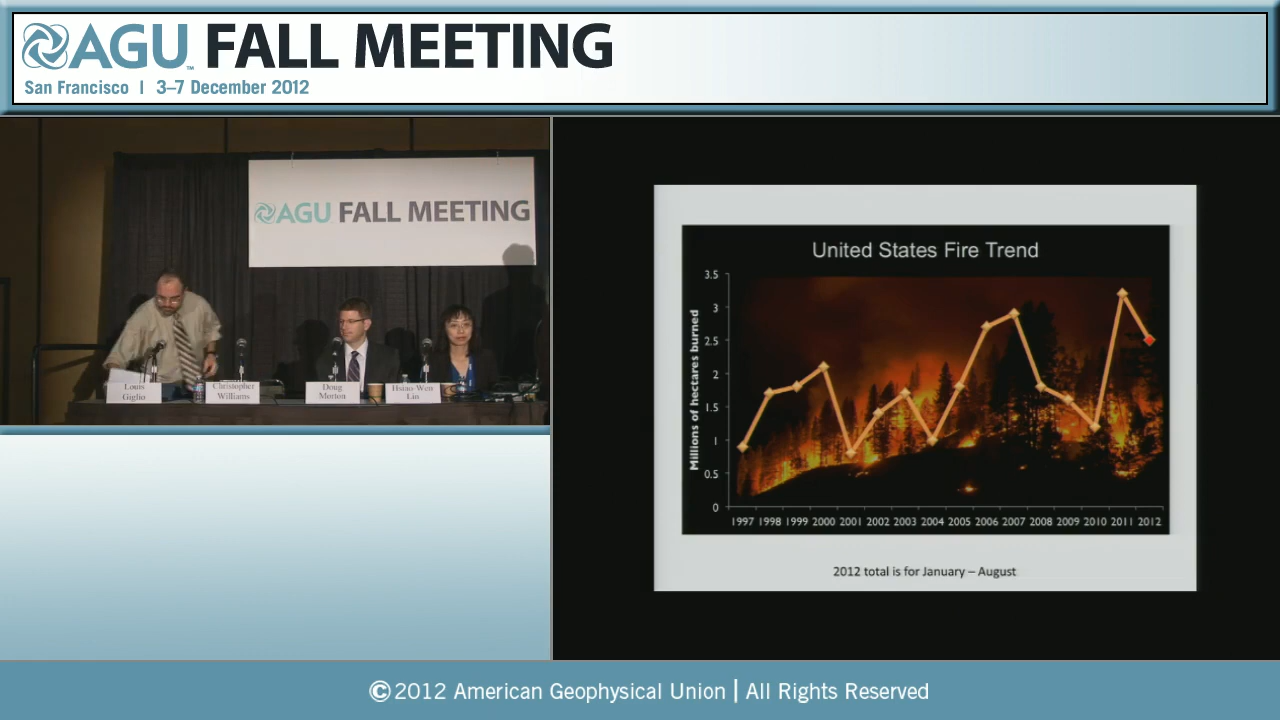 AGU FALL MEETING
San Francisco | 3–7 December 2012
AGU FALL MEETING
Louis
Giglio
Christopher
Williams
Doug
Morton
Hsiao-Wen
Lin
United States Fire Trend
Millions of hectares burned
3.5
3
2.5
2
1.5
1
0.5
0
1997 1998 1999 2000 2001 2002 2003 2004 2005 2006 2007 2008 2009 2010 2011 2012
2012 total is for January – August
©2012 American Geophysical Union | All Rights Reserved